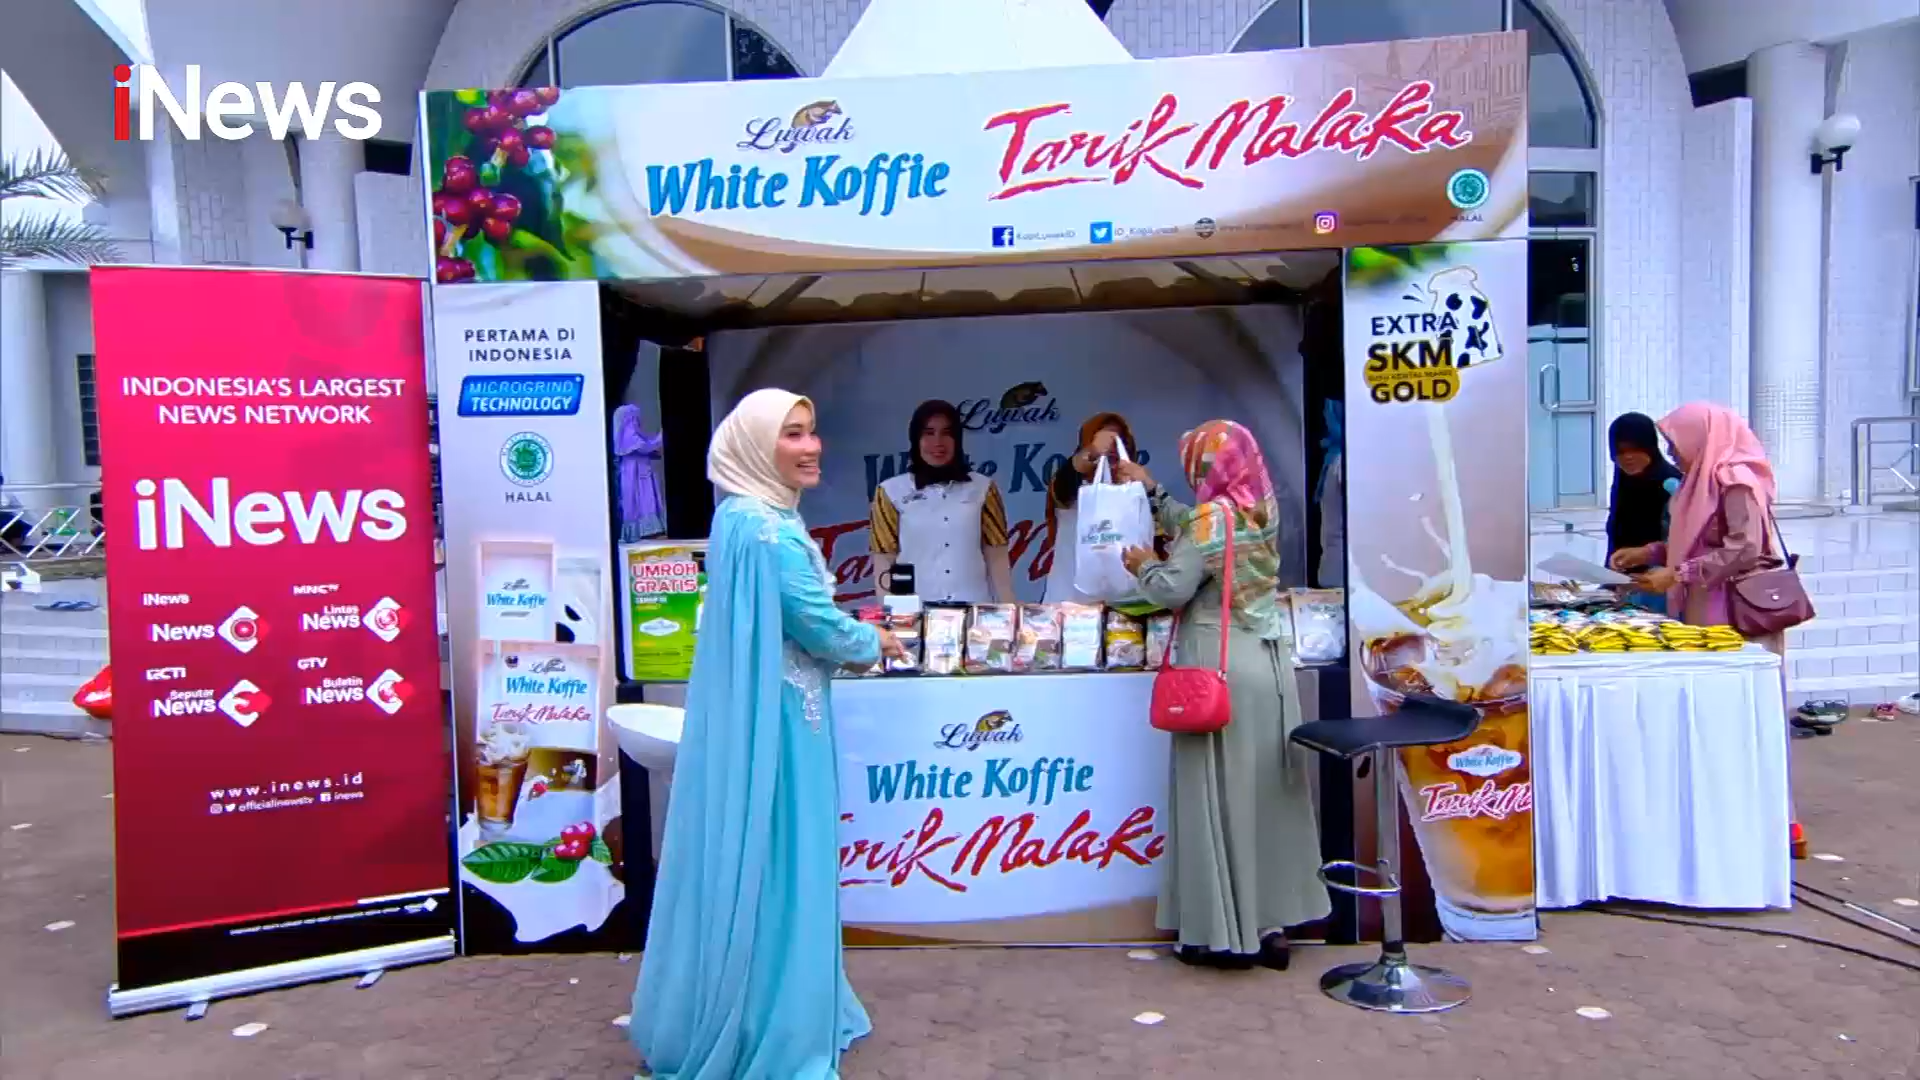 iNews
Luwak
White Koffie
Tarik Malaka
KopiLuwakID
ID_KopiLuwak
HALAL
INDONESIA'S LARGEST
NEWS NETWORK
iNews
iNews
News
MNCTV
Lintas
News
RCTI
Seputar
News
GTV
Buletin
News
www.inews.id
officialinewstv
inews
PERTAMA DI
INDONESIA
MICROGRIND
TECHNOLOGY
HALAL
Luwak
White Koffie
Luwak
White Koffie
Tarik Malaka
UMROH
GRATIS
Luwak
EXTRA
SKM
GOLD
Luwak
White Koffie
Tarik Malaka
White Koffie